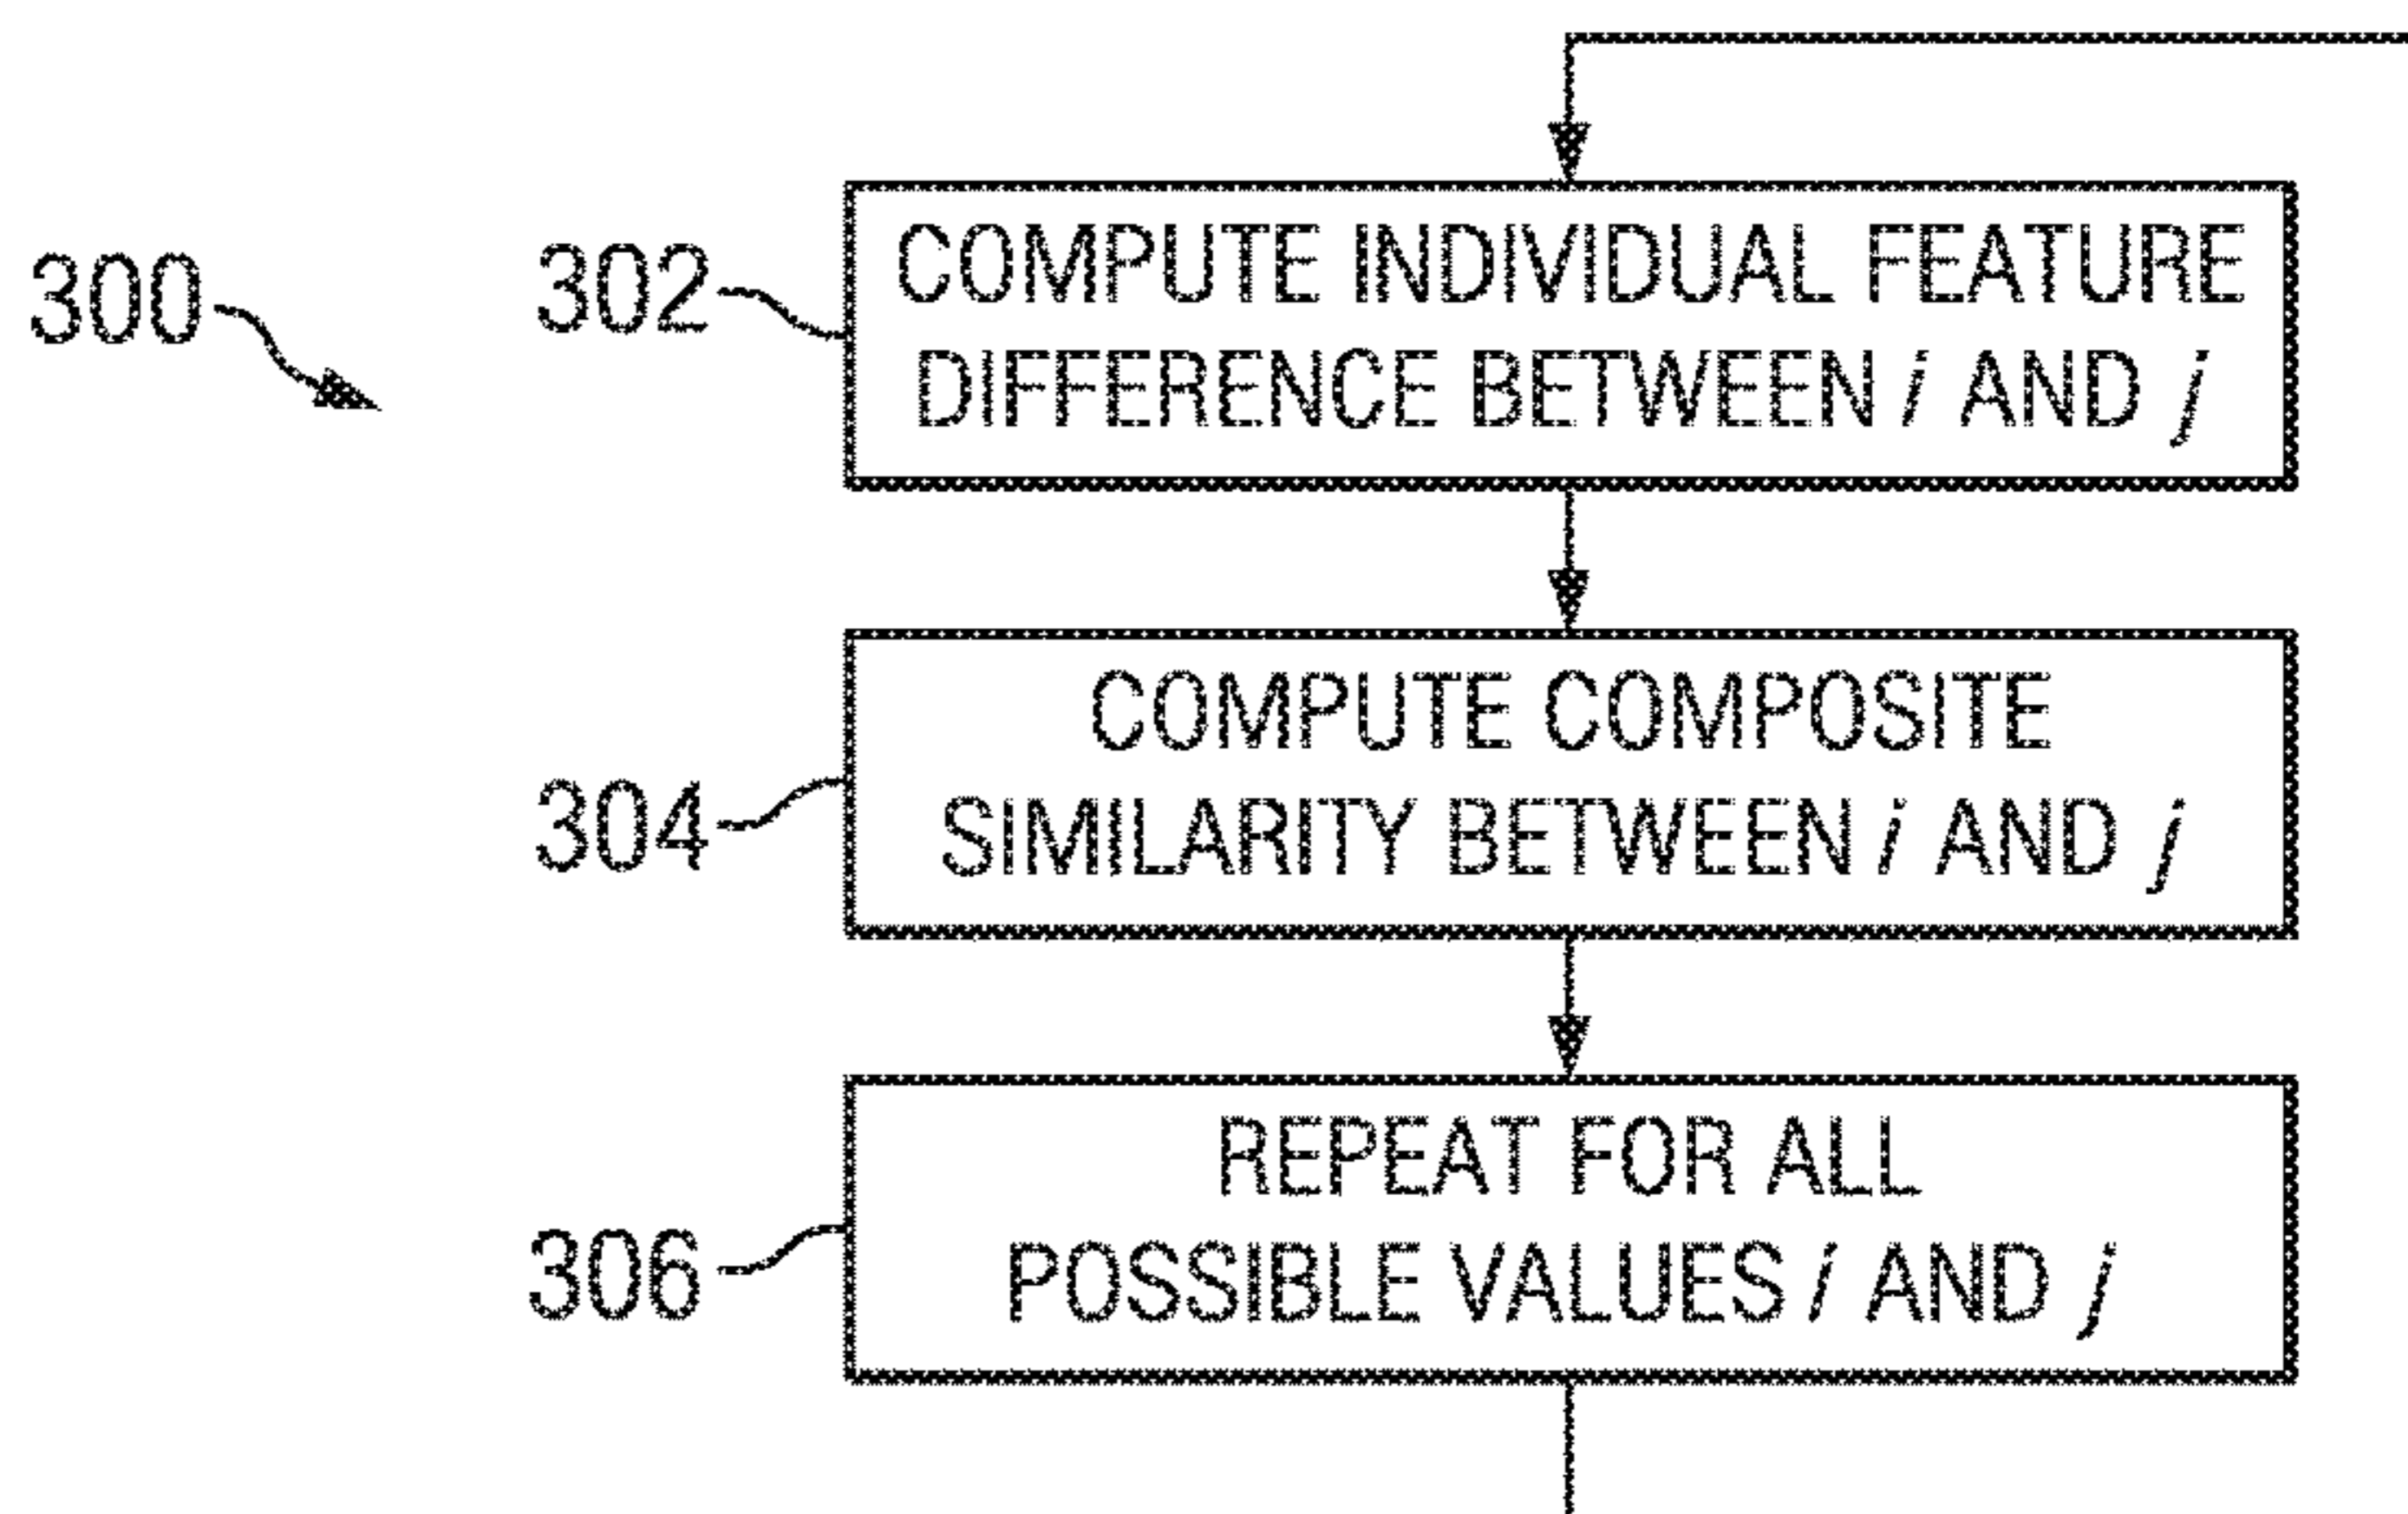 300
302
COMPUTE INDIVIDUAL FEATURE
DIFFERENCE BETWEEN i AND j
304
COMPUTE COMPOSITE
SIMILARITY BETWEEN i AND j
306
REPEAT FOR ALL
POSSIBLE VALUES i AND j